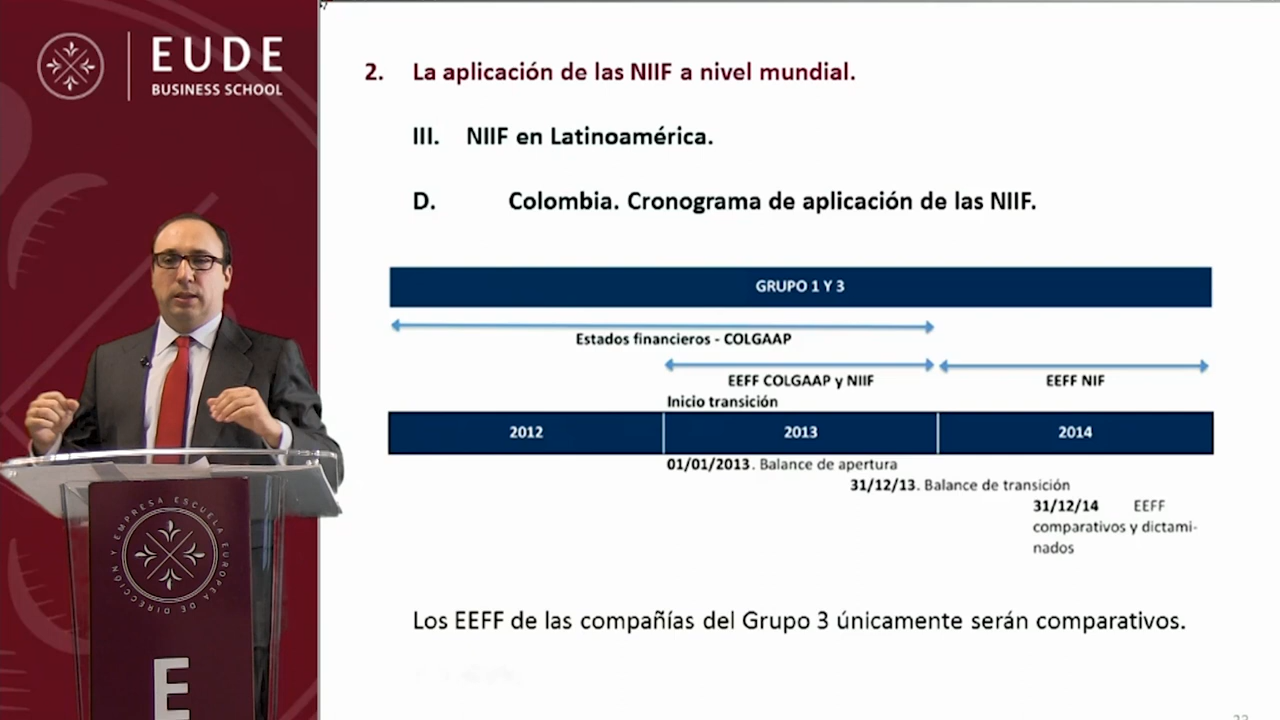 EUDE
BUSINESS SCHOOL
2. La aplicación de las NIIF a nivel mundial.
III. NIIF en Latinoamérica.
D. Colombia. Cronograma de aplicación de las NIIF.
GRUPO 1 Y 3
Estados financieros - COLGAAP
EEFF COLGAAP y NIIF
EEFF NIF
Inicio transición
2012
2013
2014
01/01/2013. Balance de apertura
31/12/13. Balance de transición
31/12/14 EEFF
comparativos y dictami-
nados
Los EEFF de las compañías del Grupo 3 únicamente serán comparativos.
ESCUELA EUROPEA DE DIRECCIÓN Y EMPRESA
E